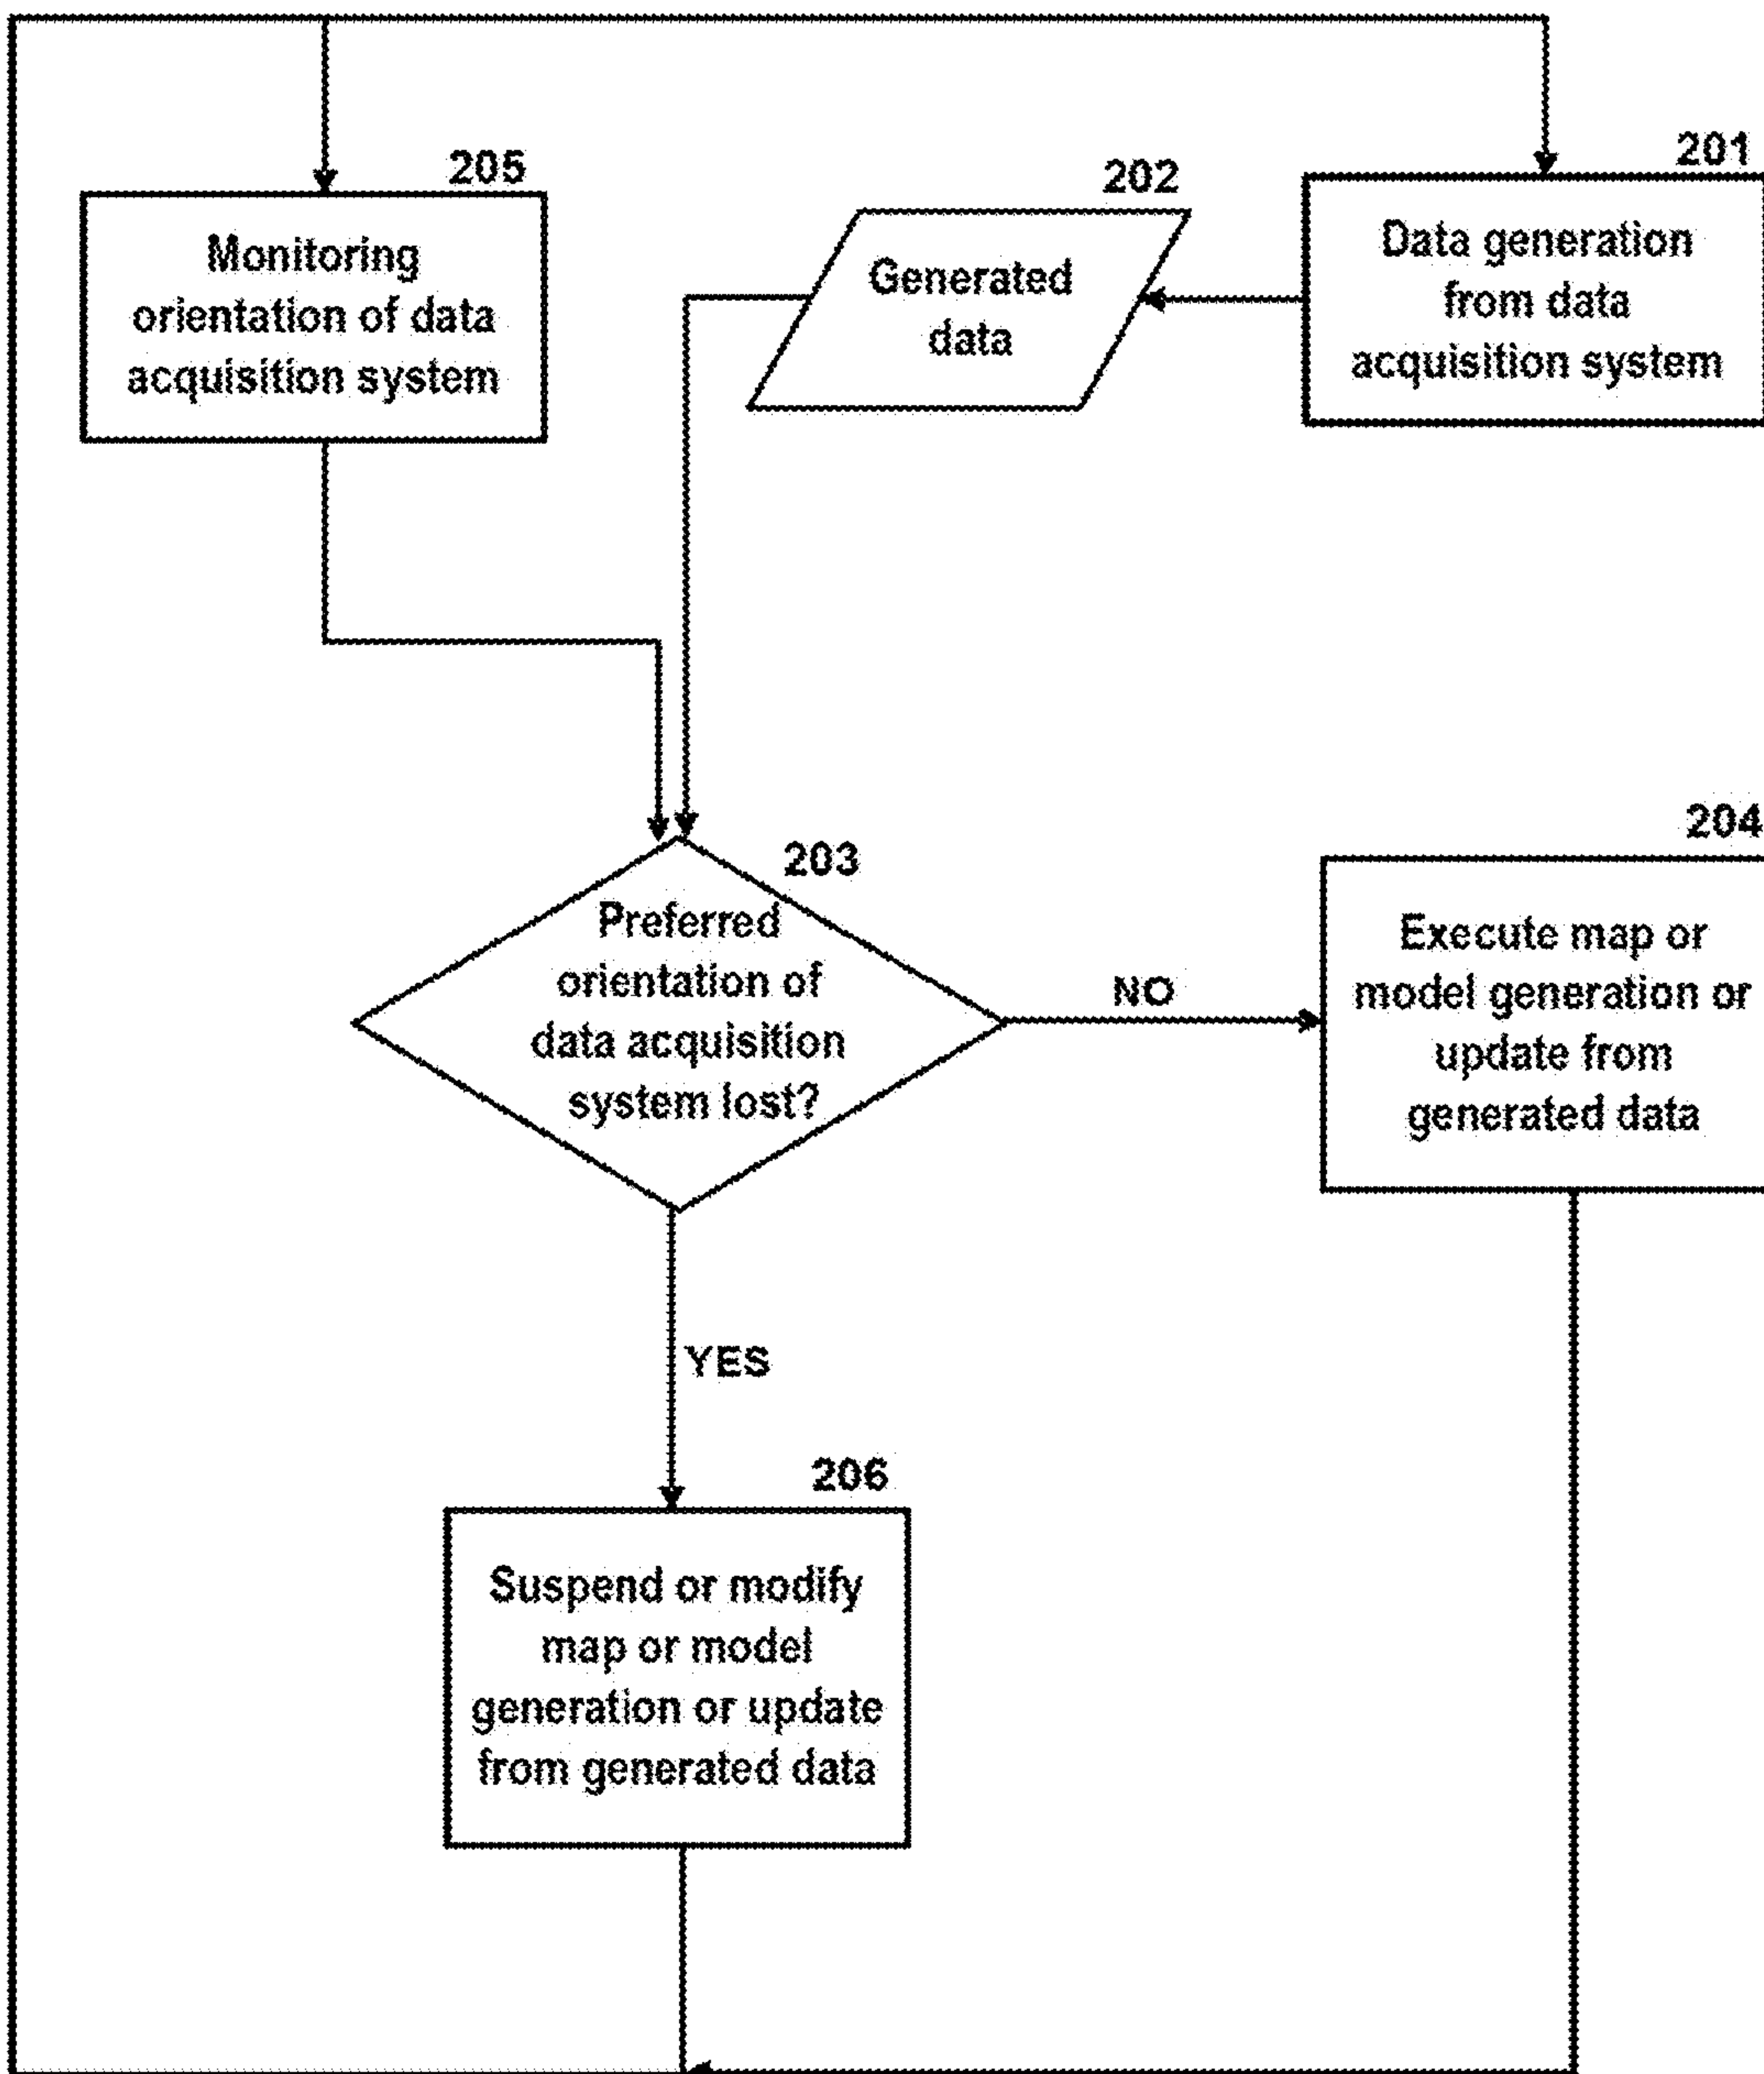 205
Monitoring
orientation of data
acquisition system
202
Generated
data
201
Data generation
from data
acquisition system
203
Preferred
orientation of
data acquisition
system lost?
NO
204
Execute map or
model generation or
update from
generated data
YES
206
Suspend or modify
map or model
generation or update
from generated data